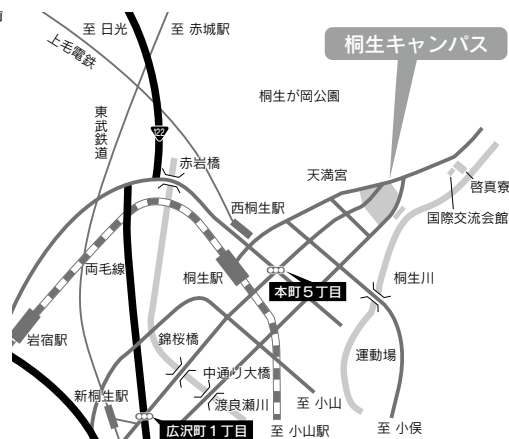 前
至 日光
至 赤城駅
上毛電鉄
桐生キャンパス
桐生が岡公園
東武鉄道
122
赤岩橋
天満宮
啓真寮
国際交流会館
西桐生駅
両毛線
桐生駅
桐生川
本町5丁目
岩宿駅
錦桜橋
運動場
中通り大橋
新桐生駅
渡良瀬川
至 小山
広沢町1丁目
至 小山駅
至 小俣